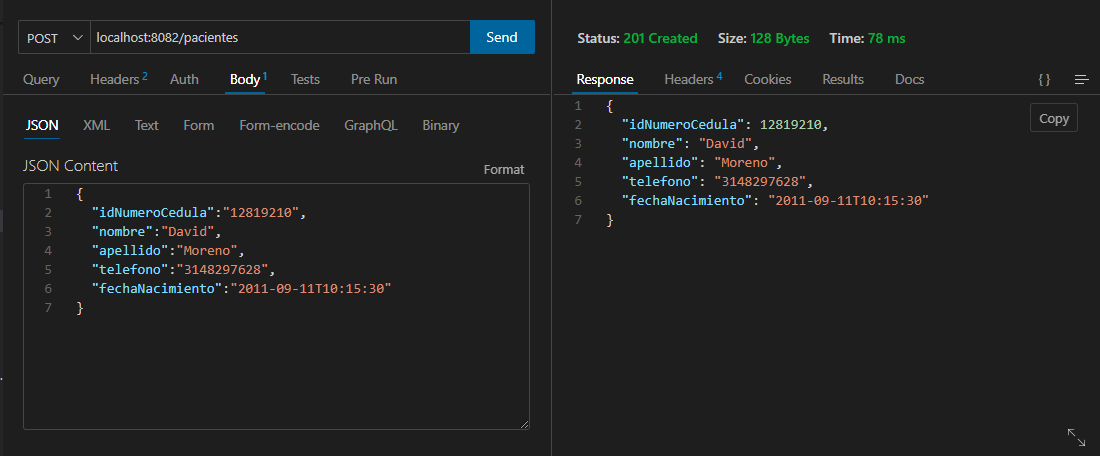 POST localhost:8082/pacientes Send
Query Headers 2 Auth Body 1 Tests Pre Run
JSON XML Text Form Form-encode GraphQL Binary
JSON Content Format
1 {
2 "idNumeroCedula":"12819210",
3 "nombre":"David",
4 "apellido":"Moreno",
5 "telefono":"3148297628",
6 "fechaNacimiento":"2011-09-11T10:15:30"
7 }
Status: 201 Created Size: 128 Bytes Time: 78 ms
Response Headers 4 Cookies Results Docs { }
Copy
1 {
2 "idNumeroCedula": 12819210,
3 "nombre": "David",
4 "apellido": "Moreno",
5 "telefono": "3148297628",
6 "fechaNacimiento": "2011-09-11T10:15:30"
7 }